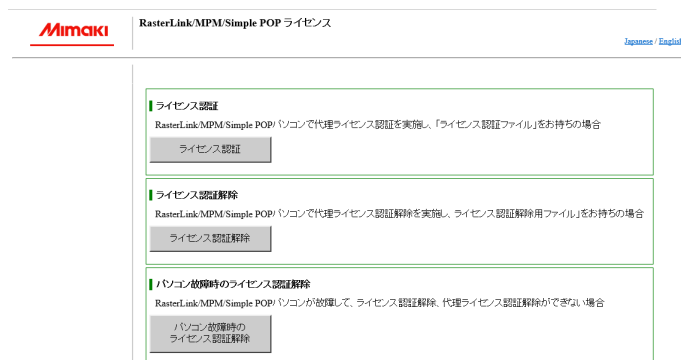 Mimaki
RasterLink/MPM/Simple POP ライセンス
Japanese / English
ライセンス認証
RasterLink/MPM/Simple POPパソコンで代理ライセンス認証を実施し、「ライセンス認証ファイル」をお持ちの場合
ライセンス認証
ライセンス認証解除
RasterLink/MPM/Simple POPパソコンで代理ライセンス認証解除を実施し、ライセンス認証解除用ファイル」をお持ちの場合
ライセンス認証解除
パソコン故障時のライセンス認証解除
RasterLink/MPM/Simple POPパソコンが故障して、ライセンス認証解除、代理ライセンス認証解除ができない場合
パソコン故障時の
ライセンス認証解除